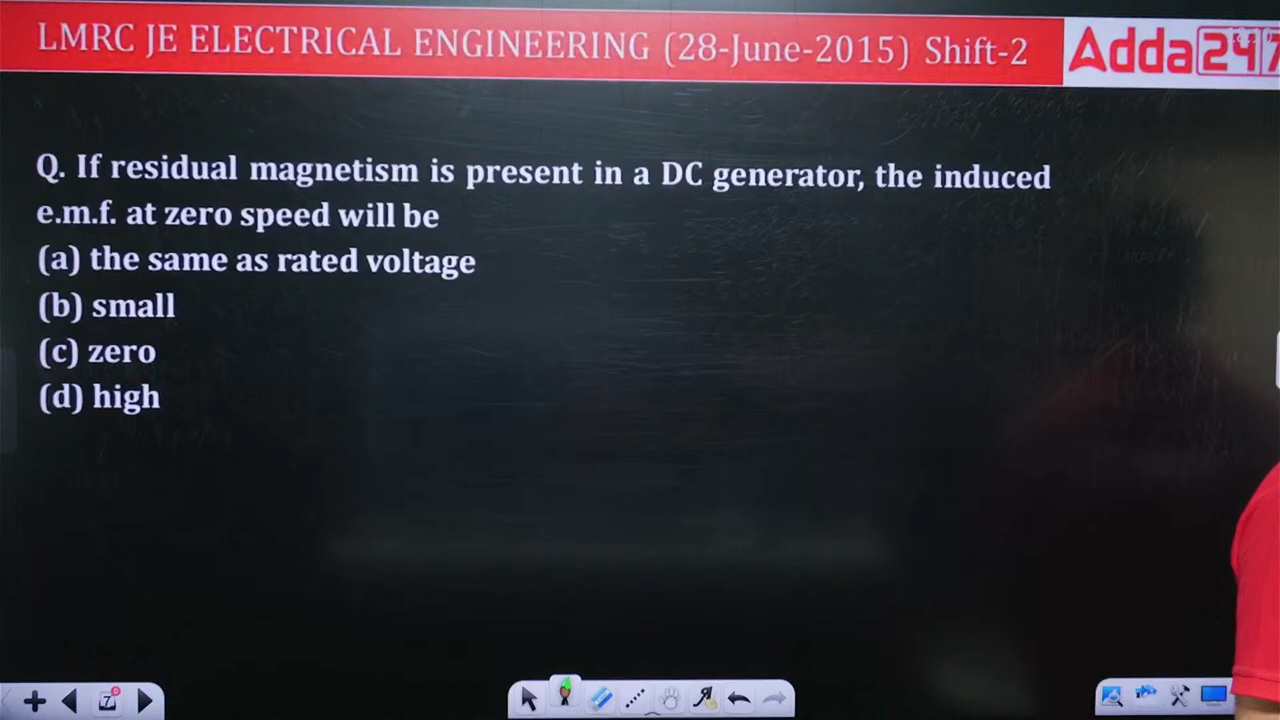 LMRC JE ELECTRICAL ENGINEERING (28-June-2015) Shift-2
Adda247
Q. If residual magnetism is present in a DC generator, the induced
e.m.f. at zero speed will be
(a) the same as rated voltage
(b) small
(c) zero
(d) high